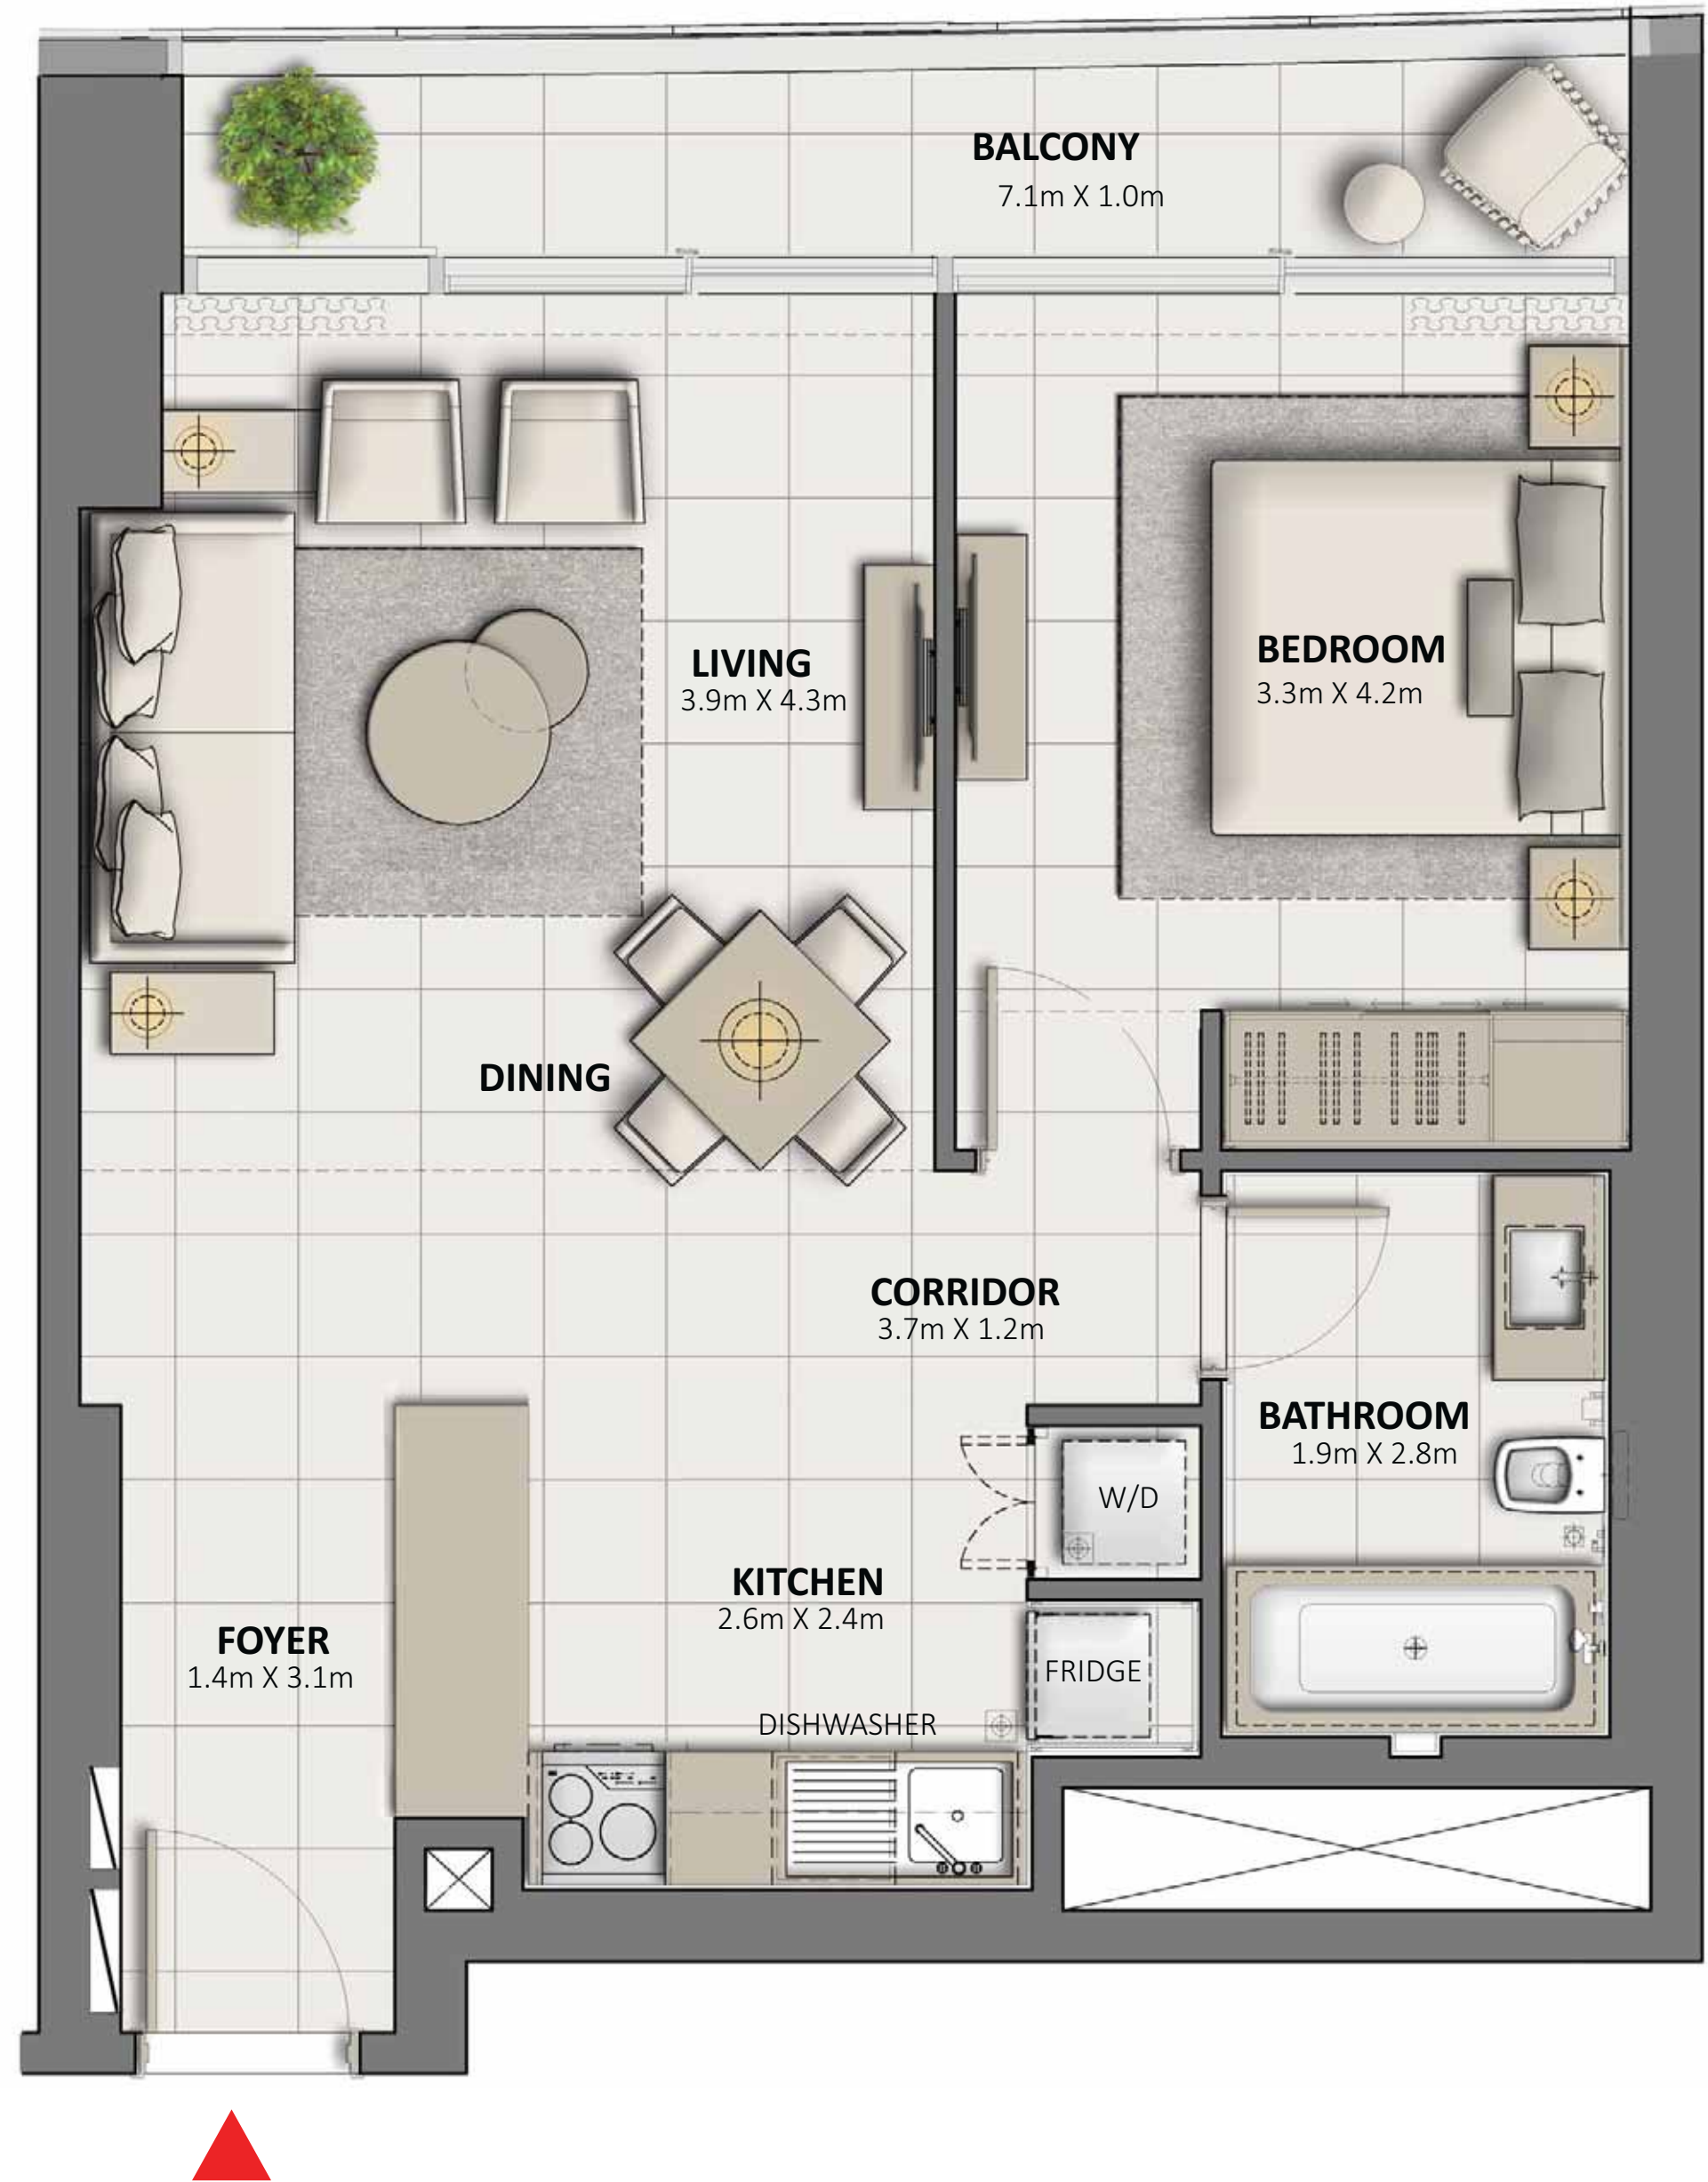 BALCONY
7.1m X 1.0m
LIVING
3.9m X 4.3m
BEDROOM
3.3m X 4.2m
DINING
CORRIDOR
3.7m X 1.2m
BATHROOM
1.9m X 2.8m
W/D
KITCHEN
2.6m X 2.4m
FOYER
1.4m X 3.1m
FRIDGE
DISHWASHER